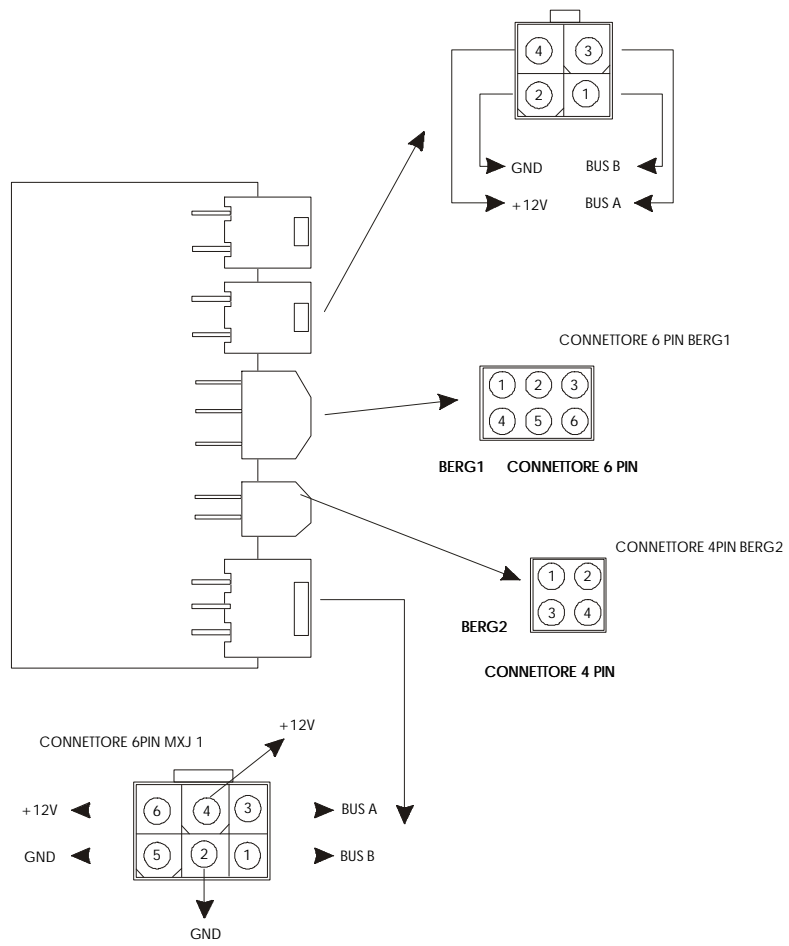 4 3
2 1
GND BUS B
+12V BUS A
CONNETTORE 6 PIN BERG1
1 2 3
4 5 6
BERG1 CONNETTORE 6 PIN
CONNETTORE 4PIN BERG2
1 2
3 4
BERG2
CONNETTORE 4 PIN
+12V
CONNETTORE 6PIN MXJ 1
+12V 6 4 3 BUS A
GND 5 2 1 BUS B
GND